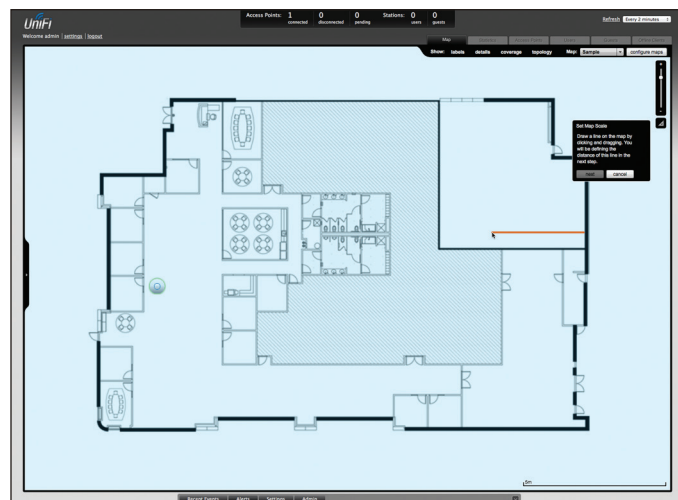 UniFi
Access Points: 1 connected 0 disconnected 0 pending Stations: 0 users 0 guests
Refresh Every 2 minutes
Welcome admin | settings | logout
Map
Show: labels details coverage topology Map: Sample configure maps
Set Map Scale
Draw a line on the map by
clicking and dragging. You
will be defining the
distance of this line in the
next step.
next cancel
5m
Recent Events Alerts Settings Admin